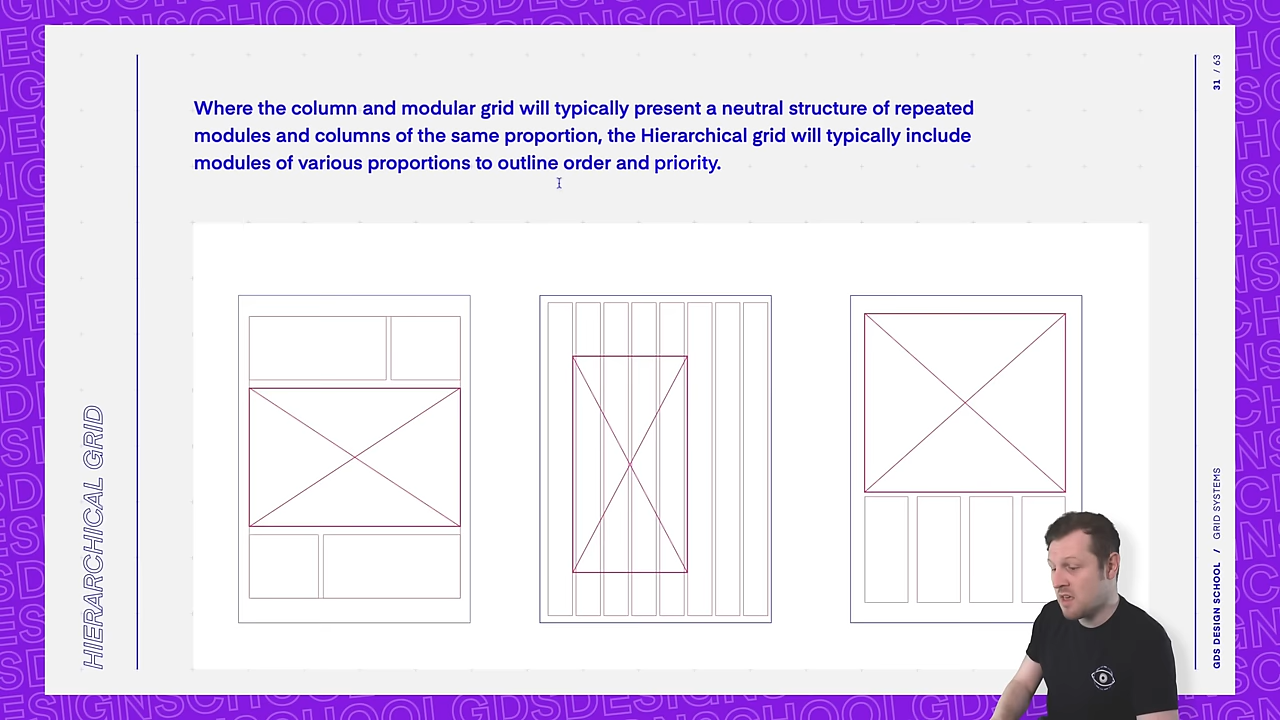 Where the column and modular grid will typically present a neutral structure of repeated
modules and columns of the same proportion, the Hierarchical grid will typically include
modules of various proportions to outline order and priority.
HIERARCHICAL GRID
31 / 63
GDS DESIGN SCHOOL / GRID SYSTEMS